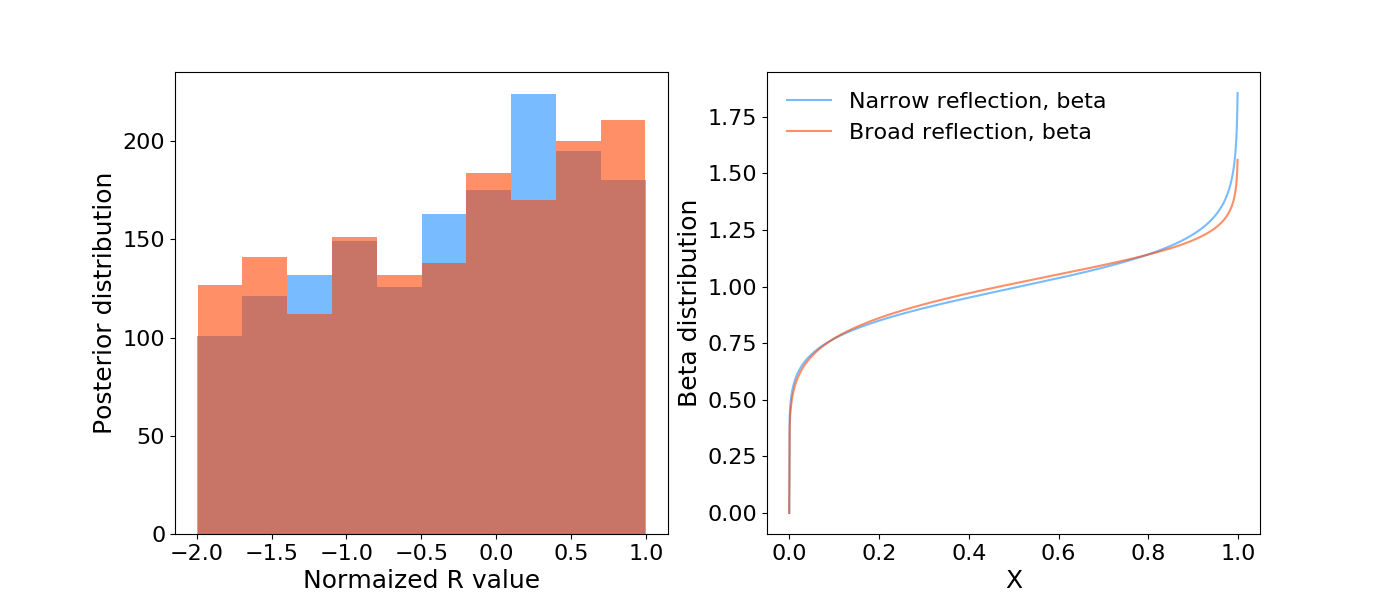 Posterior distribution
200
150
100
50
0
−2.0 −1.5 −1.0 −0.5 0.0 0.5 1.0
Normaized R value
Beta distribution
1.75
1.50
1.25
1.00
0.75
0.50
0.25
0.00
Narrow reflection, beta
Broad reflection, beta
0.0 0.2 0.4 0.6 0.8 1.0
X